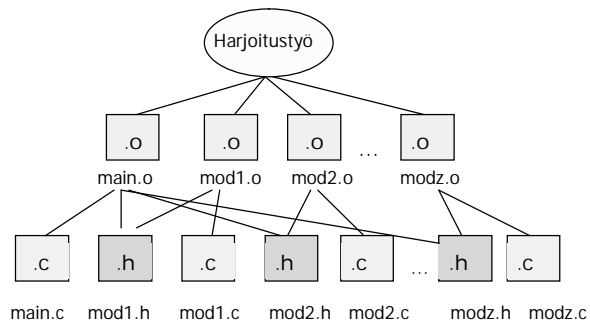 Harjoitustyö
.o .o .o ... .o
main.o mod1.o mod2.o modz.o
.c .h .c .h .c ... .h .c
main.c mod1.h mod1.c mod2.h mod2.c modz.h modz.c